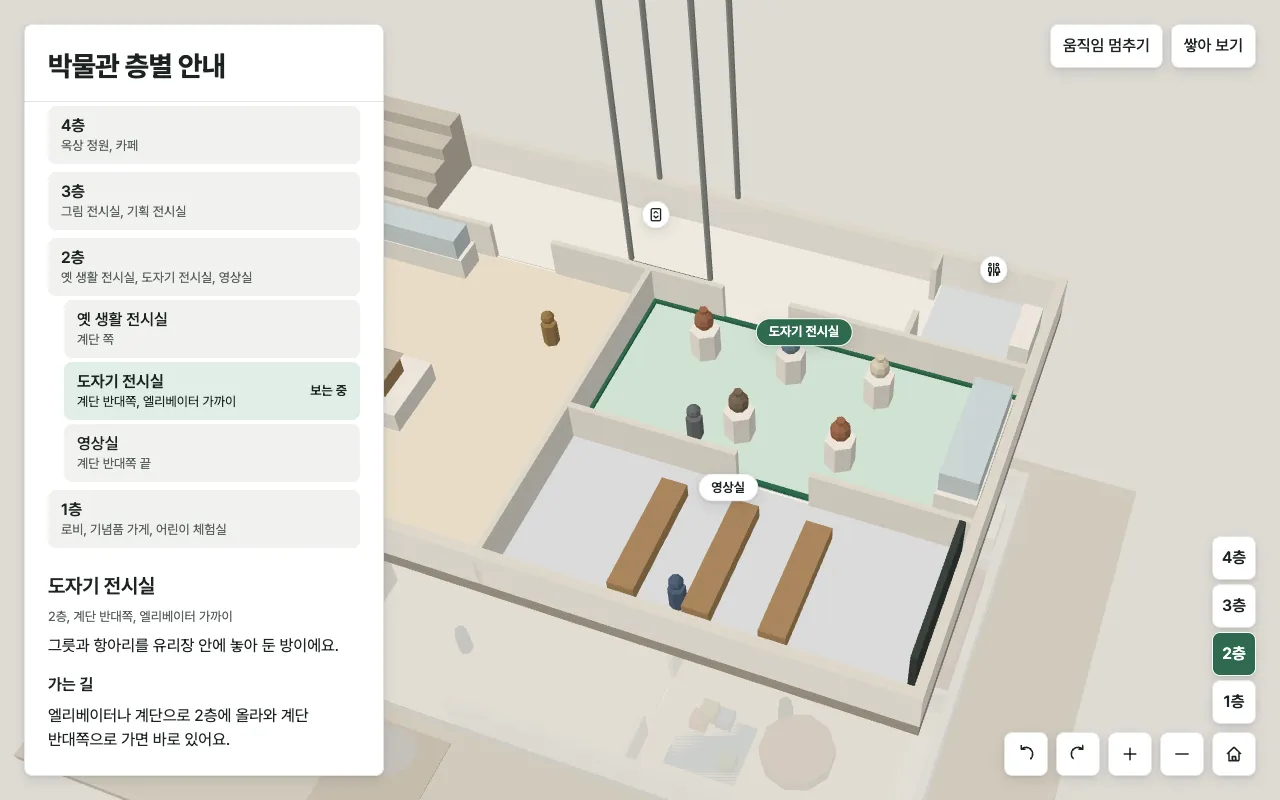 박물관 층별 안내
4층
옥상 정원, 카페
3층
그림 전시실, 기획 전시실
2층
옛 생활 전시실, 도자기 전시실, 영상실
옛 생활 전시실
계단 쪽
도자기 전시실
계단 반대쪽, 엘리베이터 가까이
보는 중
영상실
계단 반대쪽 끝
1층
로비, 기념품 가게, 어린이 체험실
도자기 전시실
2층, 계단 반대쪽, 엘리베이터 가까이
그릇과 항아리를 유리장 안에 놓아 둔 방이에요.
가는 길
엘리베이터나 계단으로 2층에 올라와 계단
반대쪽으로 가면 바로 있어요.
움직임 멈추기
쌓아 보기
도자기 전시실
영상실
4층
3층
2층
1층